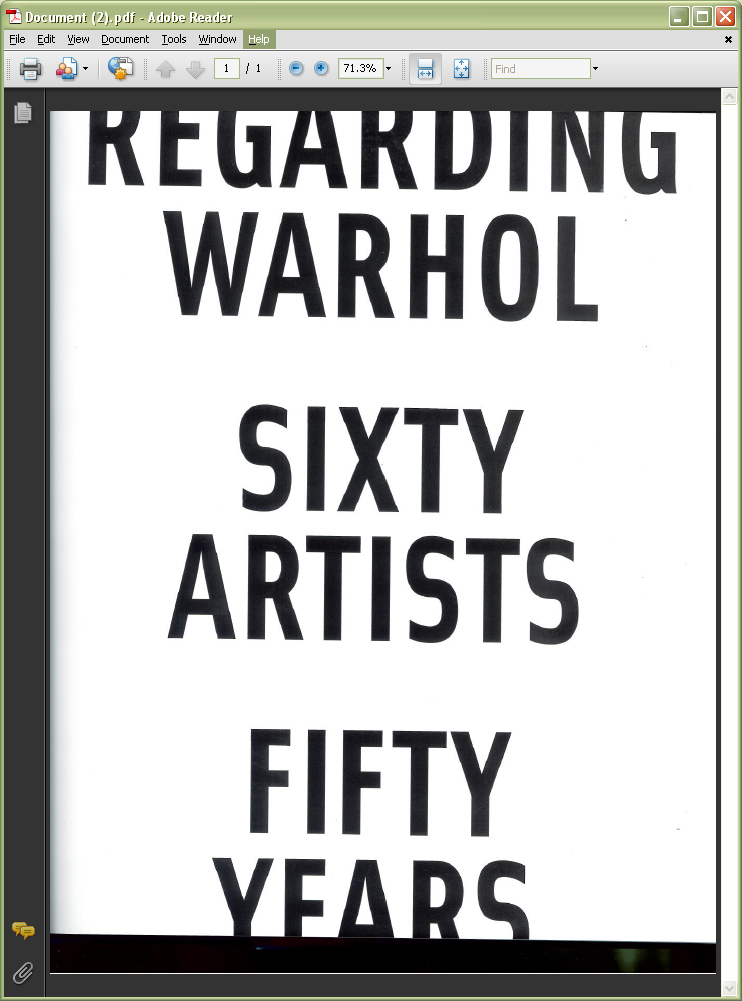 Document (2).pdf - Adobe Reader
File Edit View Document Tools Window Help
1 / 1 71.3% Find
REGARDING
WARHOL
SIXTY
ARTISTS
FIFTY
YEARS